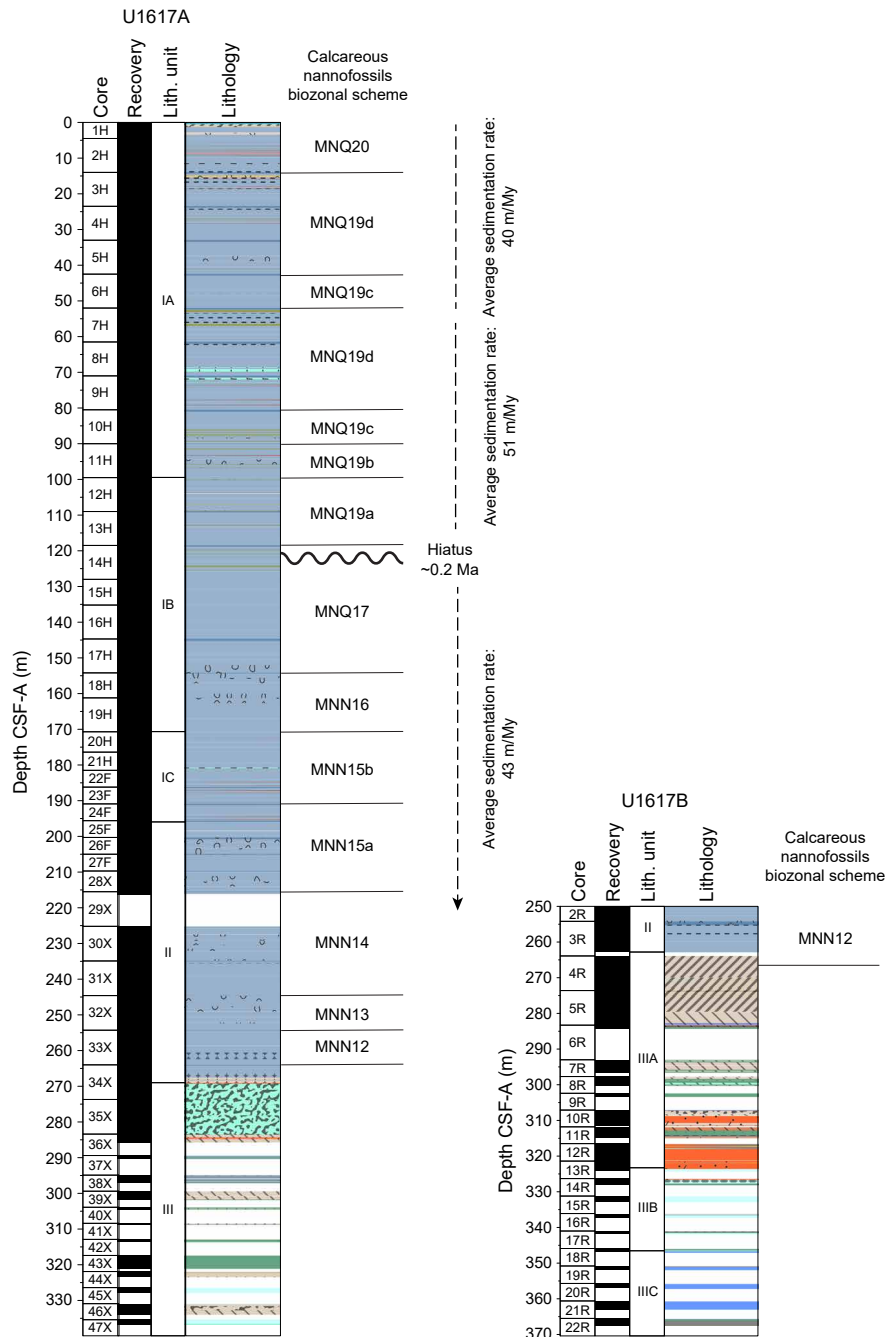 U1617A
Core
Recovery
Lith. unit
Lithology
Calcareous
nannofossils
biozonal scheme
Depth CSF-A (m)
0
10
20
30
40
50
60
70
80
90
100
110
120
130
140
150
160
170
180
190
200
210
220
230
240
250
260
270
280
290
300
310
320
330
1H
2H
3H
4H
5H
6H
7H
8H
9H
10H
11H
12H
13H
14H
15H
16H
17H
18H
19H
20H
21H
22F
23F
24F
25F
26F
27F
28X
29X
30X
31X
32X
33X
34X
35X
36X
37X
38X
39X
40X
41X
42X
43X
44X
45X
46X
47X
IA
IB
IC
II
III
MNQ20
MNQ19d
MNQ19c
MNQ19d
MNQ19c
MNQ19b
MNQ19a
MNQ17
MNN16
MNN15b
MNN15a
MNN14
MNN13
MNN12
Average sedimentation rate:
40 m/My
Average sedimentation rate:
51 m/My
Hiatus
~0.2 Ma
Average sedimentation rate:
43 m/My
U1617B
Core
Recovery
Lith. unit
Lithology
Calcareous
nannofossils
biozonal scheme
Depth CSF-A (m)
250
260
270
280
290
300
310
320
330
340
350
360
370
2R
3R
4R
5R
6R
7R
8R
9R
10R
11R
12R
13R
14R
15R
16R
17R
18R
19R
20R
21R
22R
II
IIIA
IIIB
IIIC
MNN12